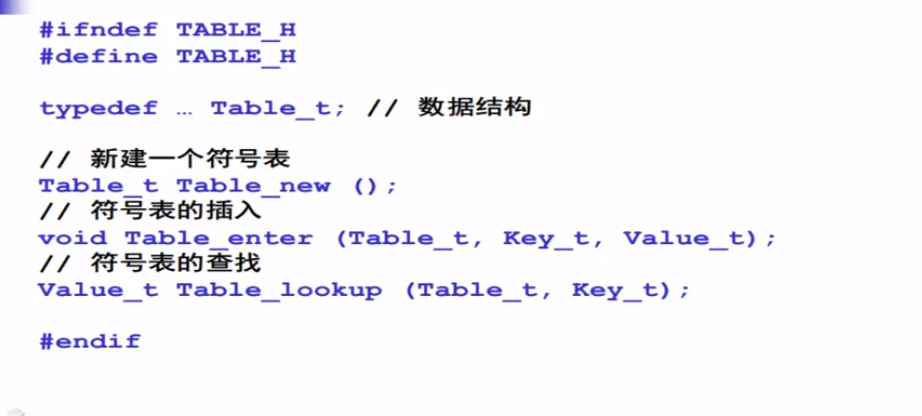 #ifndef TABLE_H
#define TABLE_H
typedef … Table_t; // 数据结构
// 新建一个符号表
Table_t Table_new ();
// 符号表的插入
void Table_enter (Table_t, Key_t, Value_t);
// 符号表的查找
Value_t Table_lookup (Table_t, Key_t);
#endif